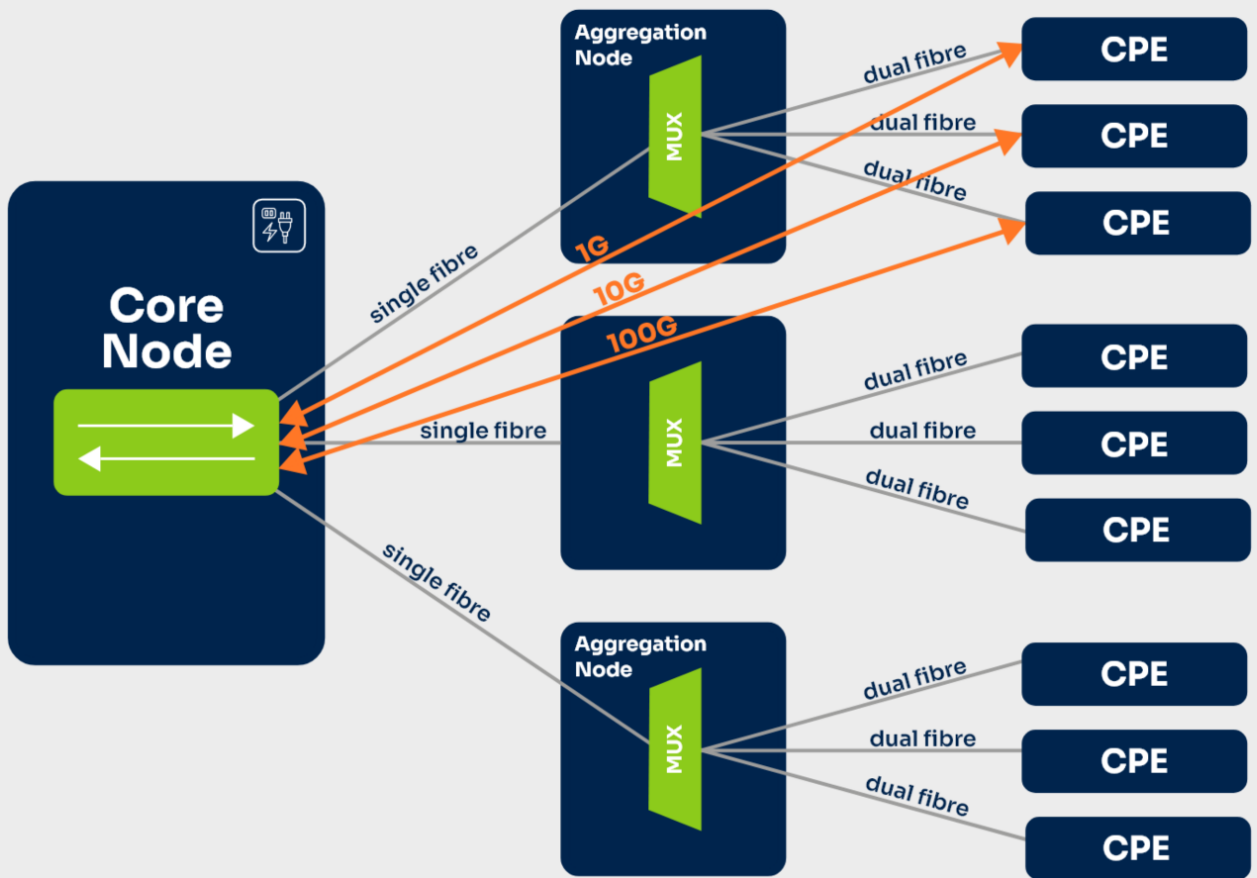 Aggregation
Node
MUX
dual fibre
dual fibre
dual fibre
CPE
CPE
CPE
Core
Node
single fibre
1G
10G
100G
single fibre
MUX
dual fibre
dual fibre
dual fibre
CPE
CPE
CPE
single fibre
Aggregation
Node
MUX
dual fibre
dual fibre
dual fibre
CPE
CPE
CPE